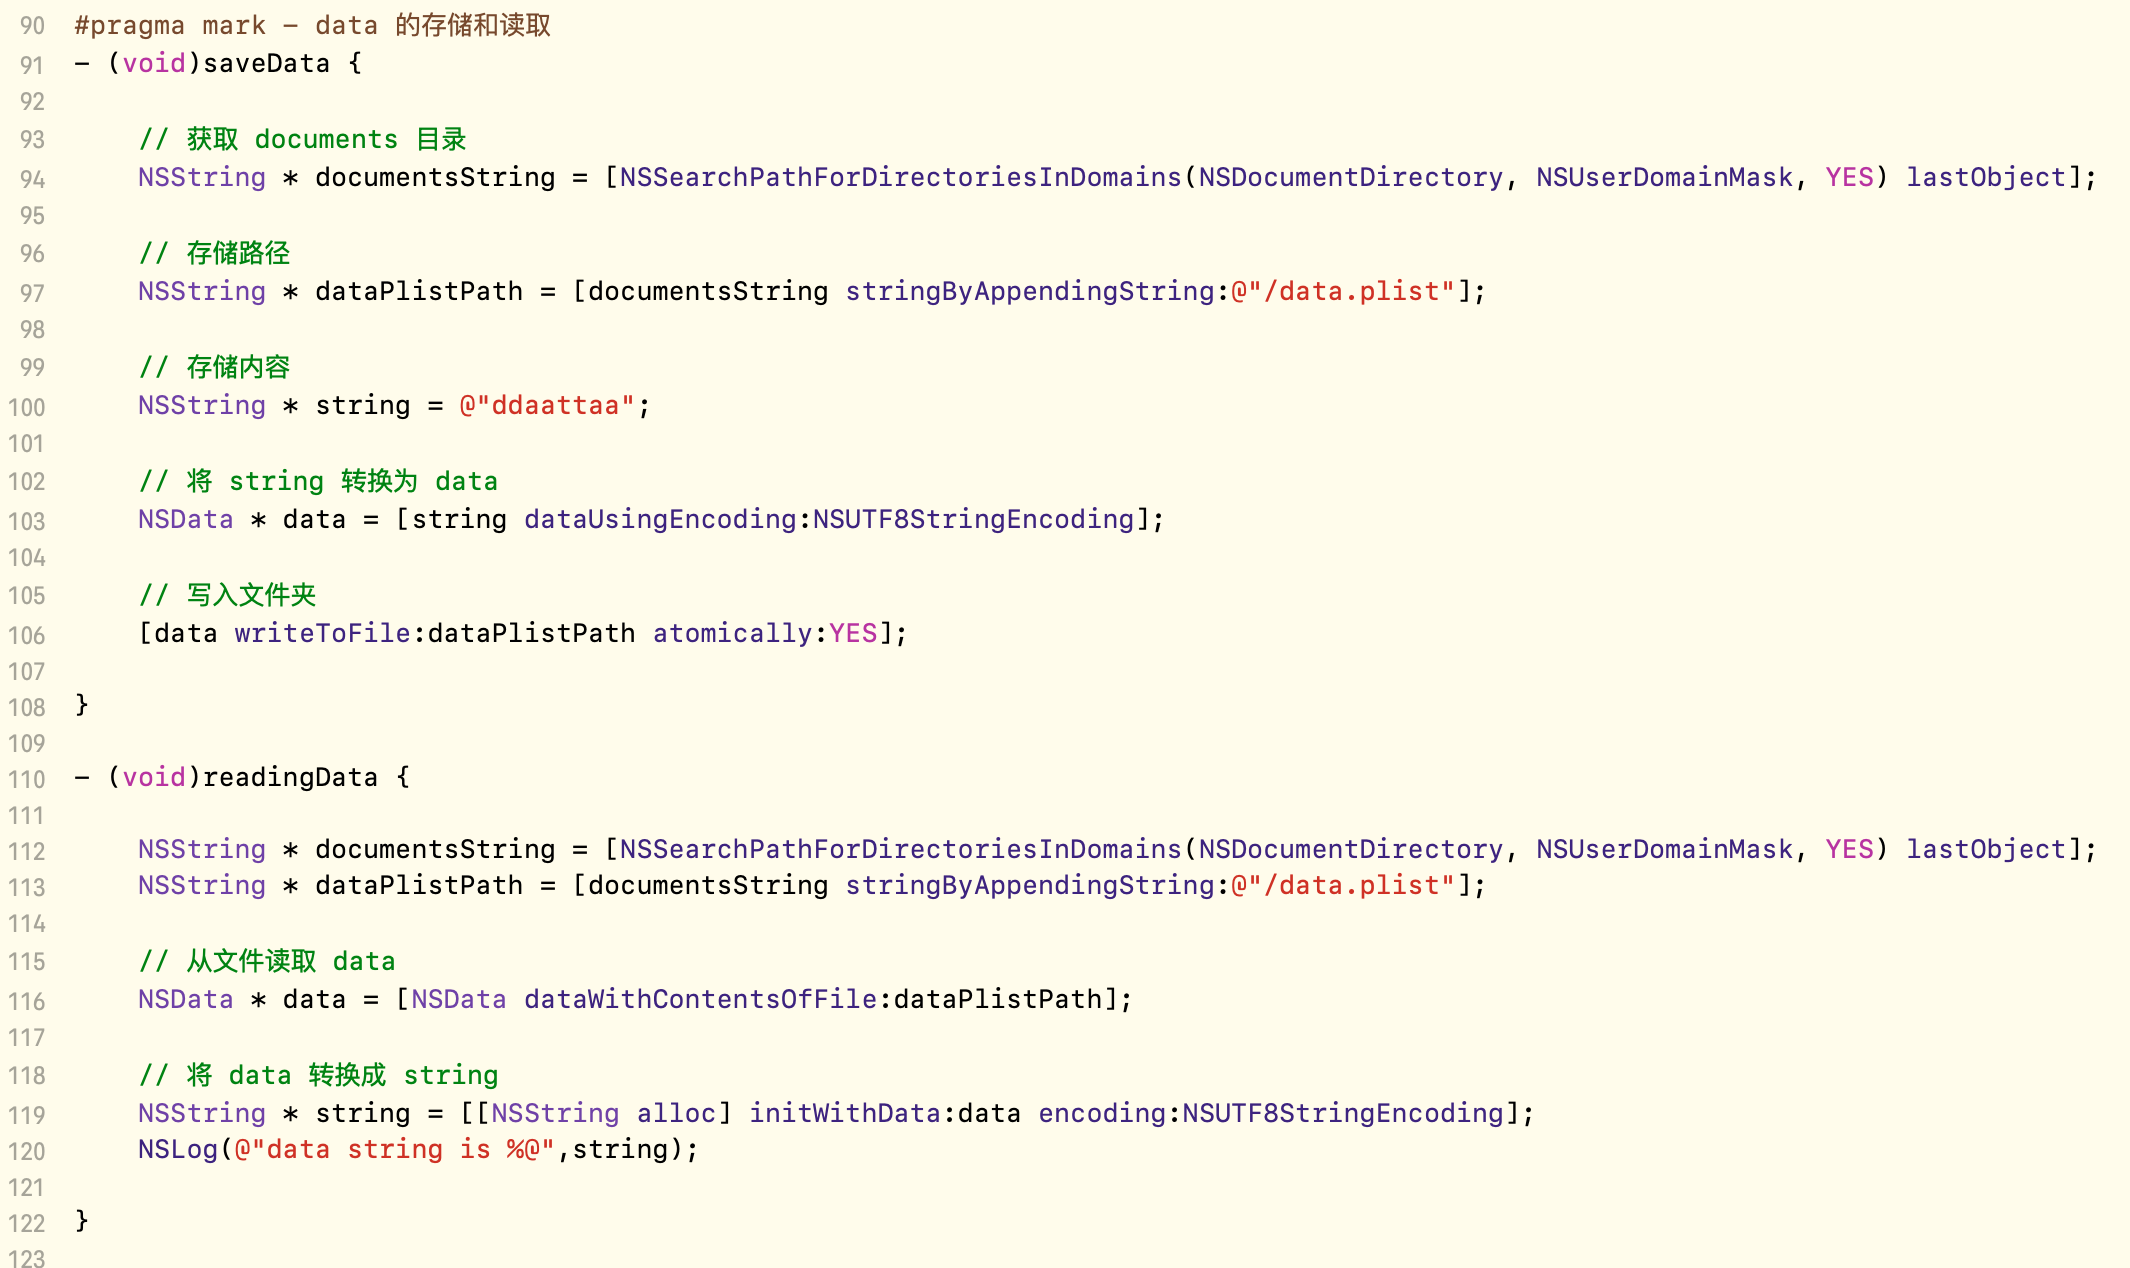 90 #pragma mark — data 的存储和读取
91 - (void)saveData {
92
93 // 获取 documents 目录
94 NSString * documentsString = [NSSearchPathForDirectoriesInDomains(NSDocumentDirectory, NSUserDomainMask, YES) lastObject];
95
96 // 存储路径
97 NSString * dataPlistPath = [documentsString stringByAppendingString:@"/data.plist"];
98
99 // 存储内容
100 NSString * string = @"ddaattaa";
101
102 // 将 string 转换为 data
103 NSData * data = [string dataUsingEncoding:NSUTF8StringEncoding];
104
105 // 写入文件夹
106 [data writeToFile:dataPlistPath atomically:YES];
107
108 }
109
110 - (void)readingData {
111
112 NSString * documentsString = [NSSearchPathForDirectoriesInDomains(NSDocumentDirectory, NSUserDomainMask, YES) lastObject];
113 NSString * dataPlistPath = [documentsString stringByAppendingString:@"/data.plist"];
114
115 // 从文件读取 data
116 NSData * data = [NSData dataWithContentsOfFile:dataPlistPath];
117
118 // 将 data 转换成 string
119 NSString * string = [[NSString alloc] initWithData:data encoding:NSUTF8StringEncoding];
120 NSLog(@"data string is %@",string);
121
122 }
123